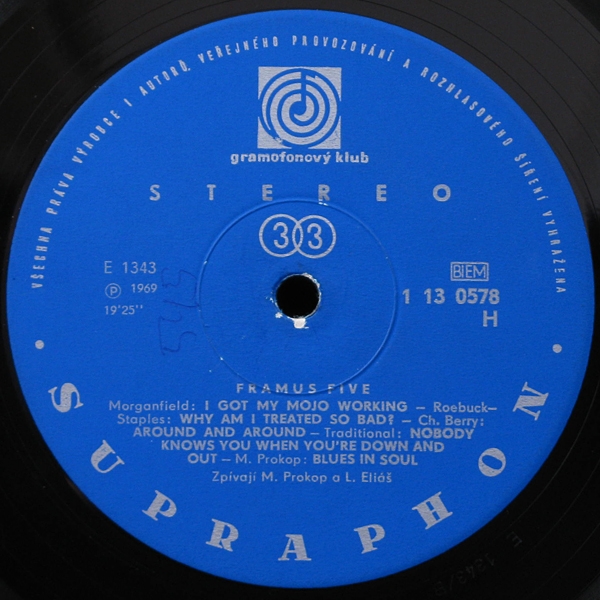 VŠECHNA PRÁVA VÝROBCE I AUTORŮ, VEŘEJNÉHO PROVOZOVÁNÍ A ROZHLASOVÉHO ŠÍŘENÍ VYHRAŽENA
gramofonový klub
STEREO
33
E 1343
℗ 1969
19'25''
BIEM
1 13 0578
H
FRAMUS FIVE
Morganfield: I GOT MY MOJO WORKING – Roebuck–
Staples: WHY AM I TREATED SO BAD? – Ch. Berry:
AROUND AND AROUND – Traditional: NOBODY
KNOWS YOU WHEN YOU'RE DOWN AND
OUT – M. Prokop: BLUES IN SOUL
Zpívají M. Prokop a L. Eliáš
• SUPRAPHON •